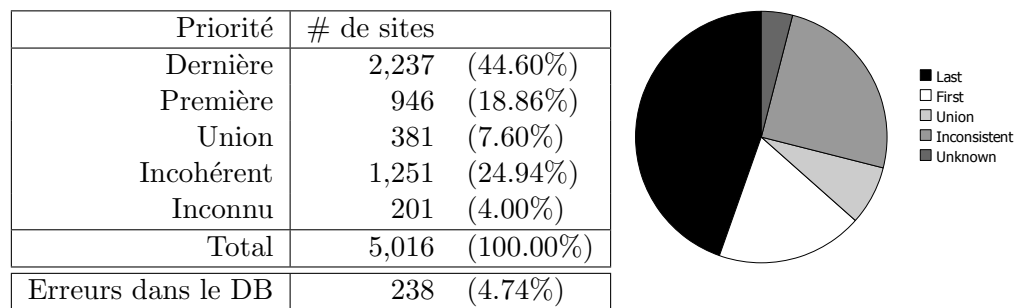 Priorité # de sites
Dernière 2,237 (44.60%)
Première 946 (18.86%)
Union 381 (7.60%)
Incohérent 1,251 (24.94%)
Inconnu 201 (4.00%)
Total 5,016 (100.00%)
Erreurs dans le DB 238 (4.74%)
Last
First
Union
Inconsistent
Unknown